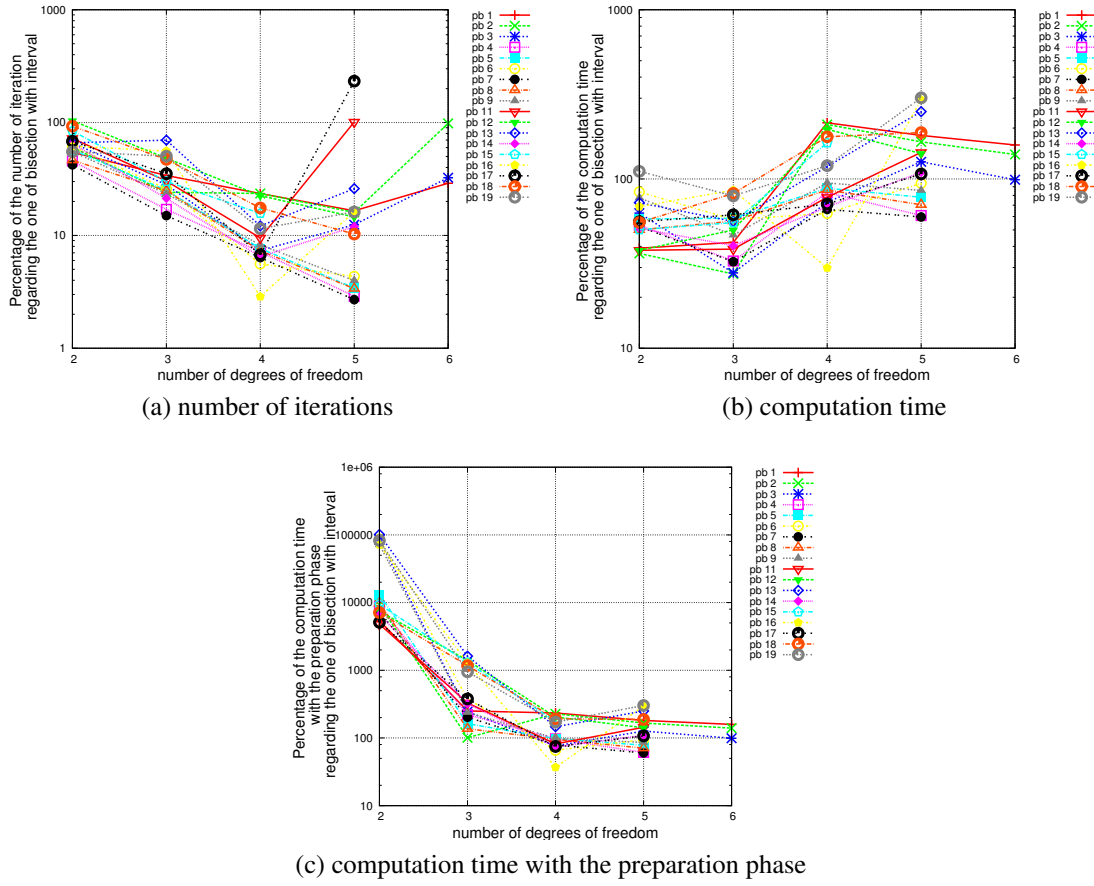 1000
100
10
1
2
3
4
5
6
Percentage of the number of iteration
regarding the one of bisection with interval
number of degrees of freedom
pb 1
pb 2
pb 3
pb 4
pb 5
pb 6
pb 7
pb 8
pb 9
pb 11
pb 12
pb 13
pb 14
pb 15
pb 16
pb 17
pb 18
pb 19
(a) number of iterations
1000
100
10
2
3
4
5
6
Percentage of the computation time
regarding the one of bisection with interval
number of degrees of freedom
pb 1
pb 2
pb 3
pb 4
pb 5
pb 6
pb 7
pb 8
pb 9
pb 11
pb 12
pb 13
pb 14
pb 15
pb 16
pb 17
pb 18
pb 19
(b) computation time
1e+06
100000
10000
1000
100
10
2
3
4
5
6
Percentage of the computation time
with the preparation phase
regarding the one of bisection with interval
number of degrees of freedom
pb 1
pb 2
pb 3
pb 4
pb 5
pb 6
pb 7
pb 8
pb 9
pb 11
pb 12
pb 13
pb 14
pb 15
pb 16
pb 17
pb 18
pb 19
(c) computation time with the preparation phase